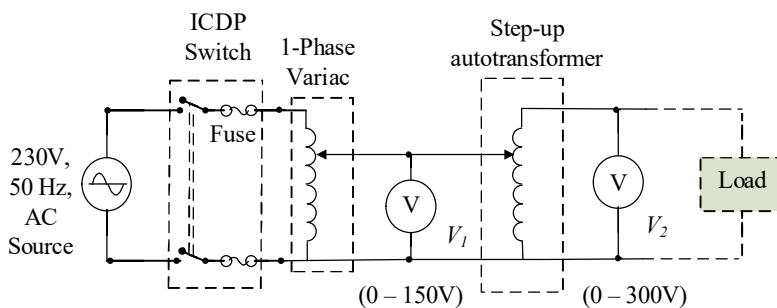 ICDP
Switch
1-Phase
Variac
Step-up
autotransformer
Fuse
230V,
50 Hz,
AC
Source
V
V1
V
V2
Load
(0 – 150V)
(0 – 300V)